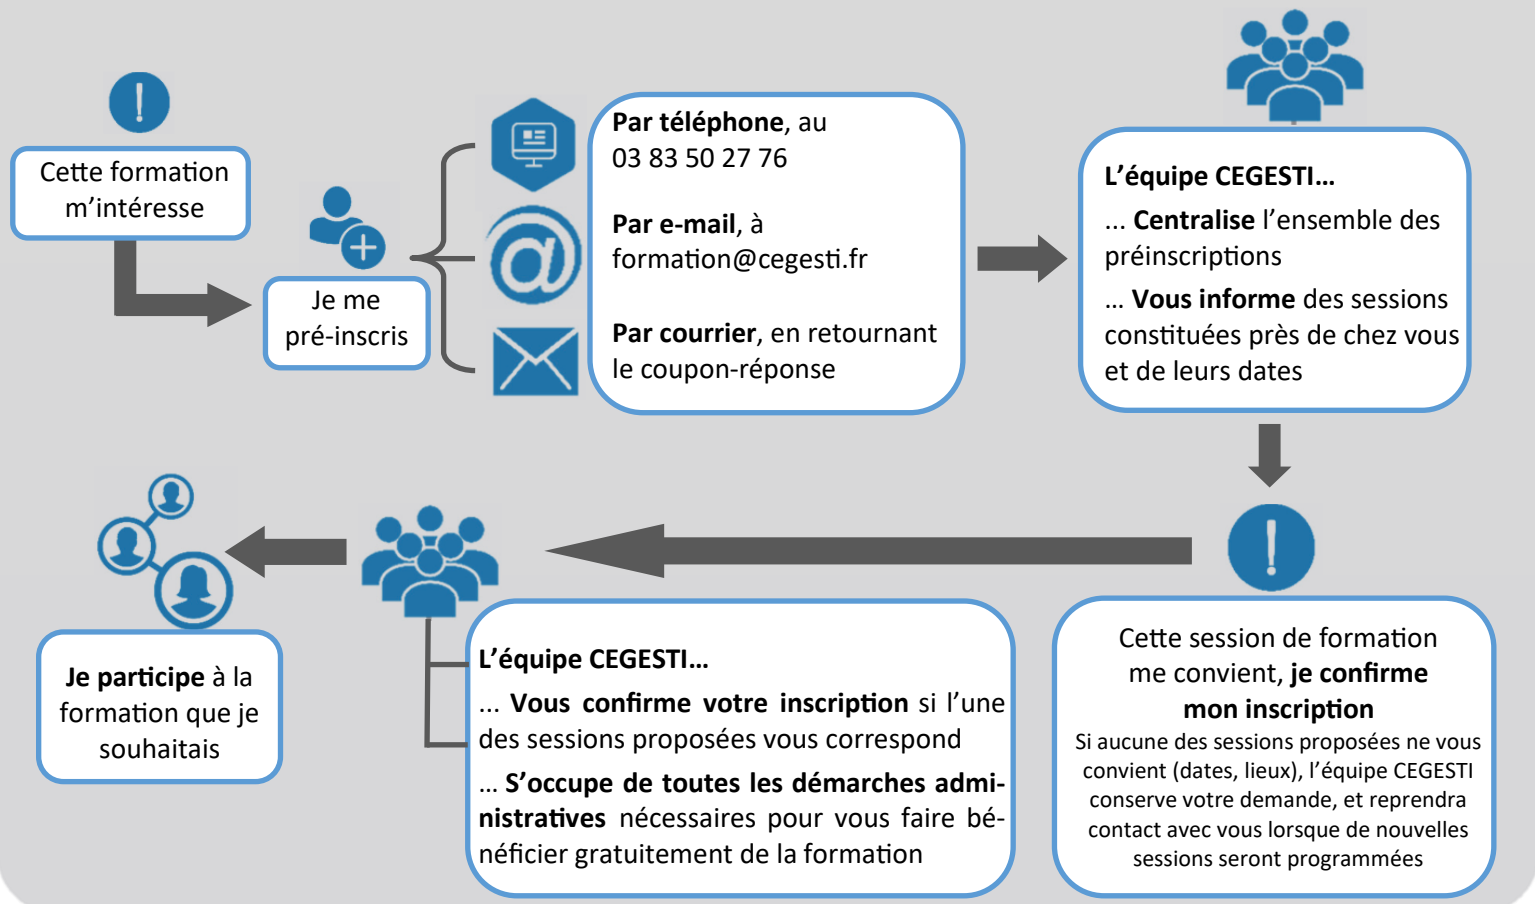 Cette formation
m’intéresse
Je me
pré-inscris
Par téléphone, au
03 83 50 27 76
Par e-mail, à
formation@cegesti.fr
Par courrier, en retournant
le coupon-réponse
L’équipe CEGESTI...
... Centralise l’ensemble des
préinscriptions
... Vous informe des sessions
constituées près de chez vous
et de leurs dates
Cette session de formation
me convient, je confirme
mon inscription
Si aucune des sessions proposées ne vous
convient (dates, lieux), l’équipe CEGESTI
conserve votre demande, et reprendra
contact avec vous lorsque de nouvelles
sessions seront programmées
L’équipe CEGESTI...
... Vous confirme votre inscription si l’une
des sessions proposées vous correspond
... S’occupe de toutes les démarches admi-
nistratives nécessaires pour vous faire bé-
néficier gratuitement de la formation
Je participe à la
formation que je
souhaitais